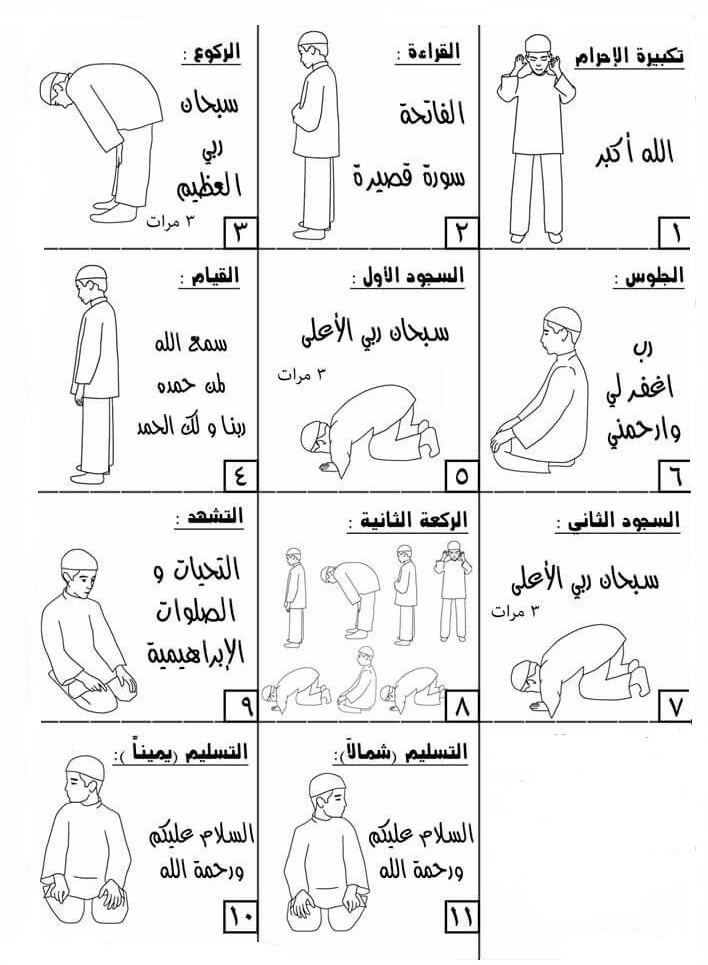 تكبيرة الإحرام
الله أكبر
١
القراءة :
الفاتحة
سورة قصيرة
٢
الركوع :
سبحان
ربي
العظيم
٣ مرات
٣
القيام :
سمع الله
لمن حمده
ربنا و لك الحمد
٤
السجود الأول :
سبحان ربي الأعلى
٣ مرات
٥
الجلوس :
رب
اغفر لي
وارحمني
٦
السجود الثاني :
سبحان ربي الأعلى
٣ مرات
٧
الركعة الثانية :
٨
التشهد :
التحيات و
الصلوات
الإبراهيمية
٩
التسليم (يميناً ):
السلام عليكم
ورحمة الله
١٠
التسليم (شمالاً):
السلام عليكم
ورحمة الله
١١